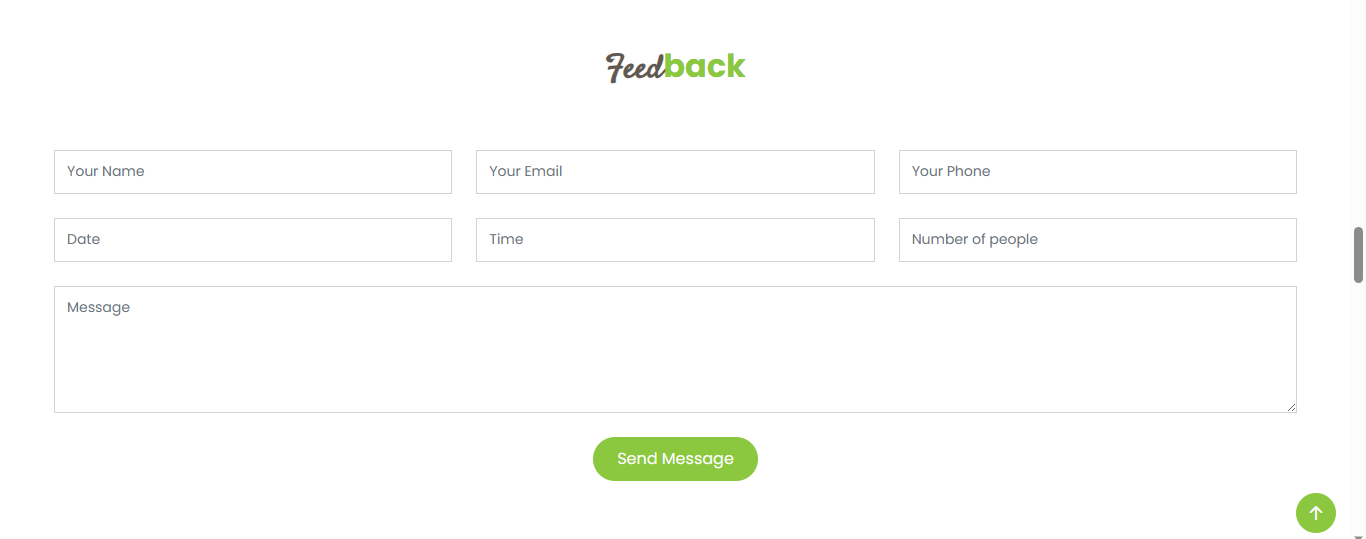 Feedback
Your Name Your Email Your Phone
Date Time Number of people
Message
Send Message